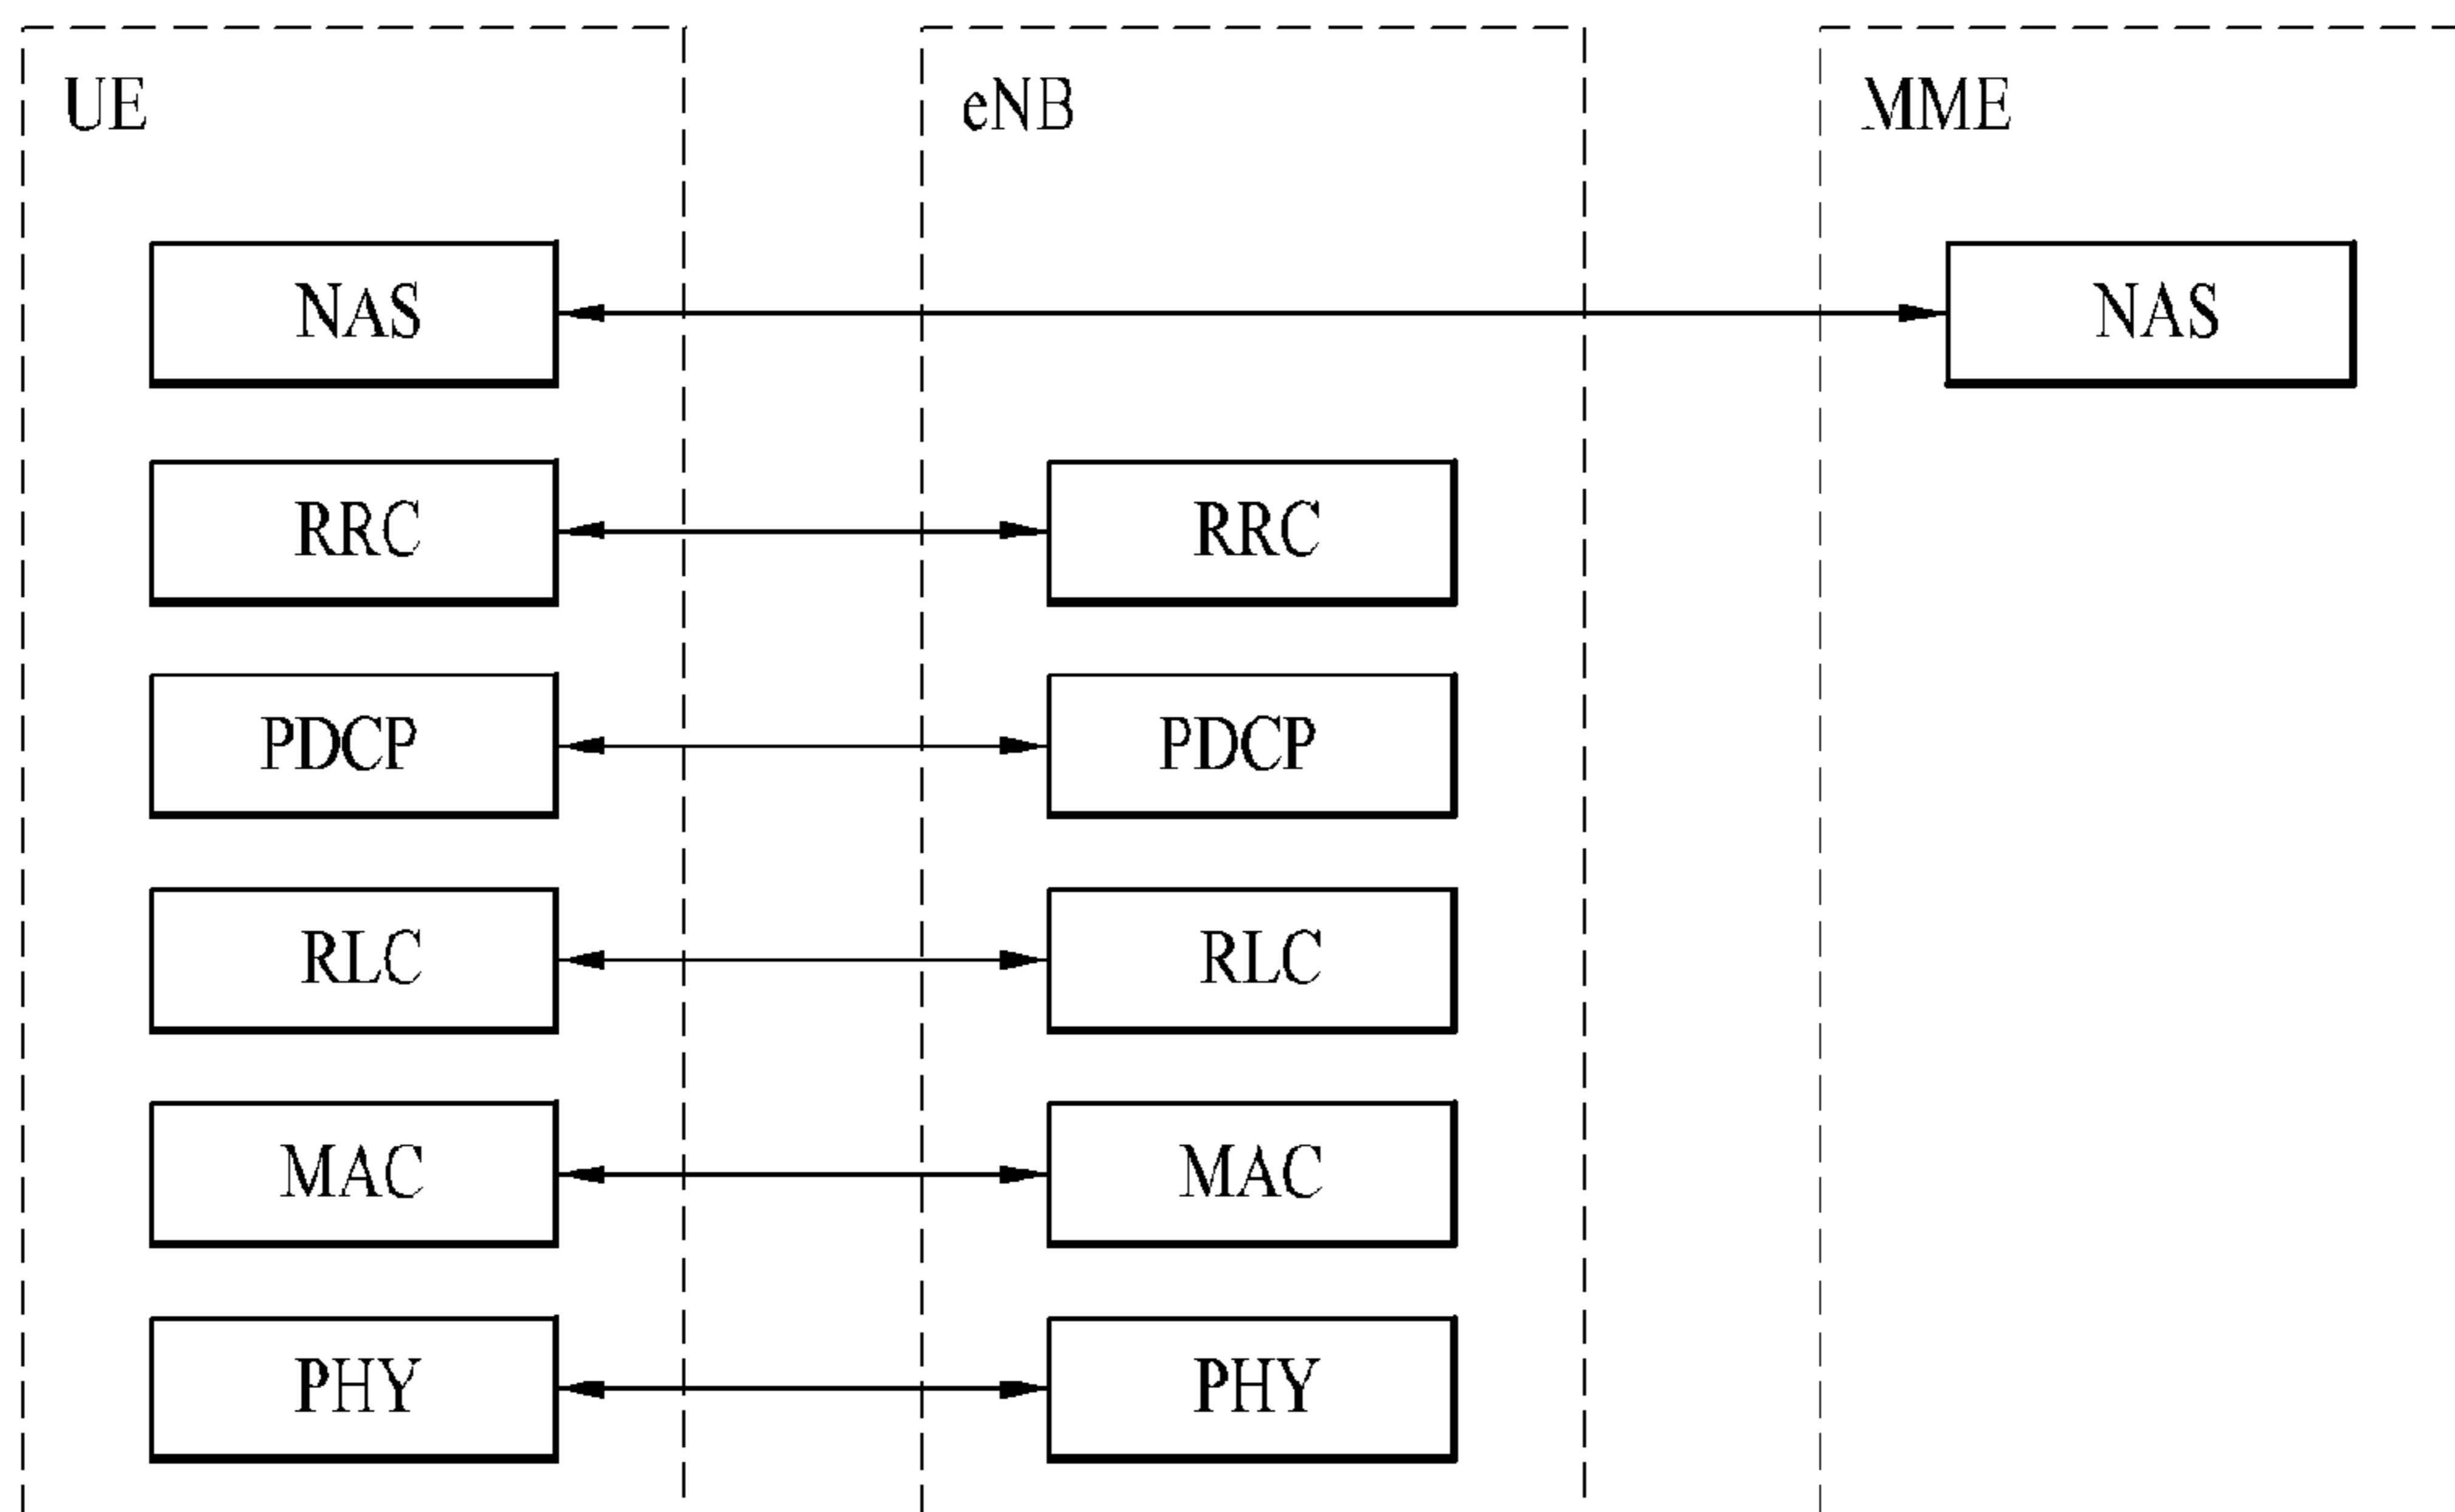 UE
eNB
MME
NAS
NAS
RRC
RRC
PDCP
PDCP
RLC
RLC
MAC
MAC
PHY
PHY